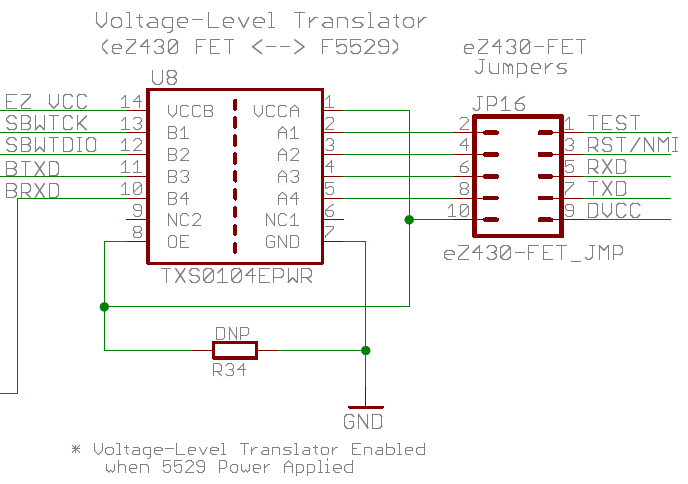 Voltage-Level Translator
(eZ430 FET <--> F5529)
eZ430-FET
Jumpers
U8
JP16
EZ_VCC 14 VCCB VCCA 1
SBWTCK 13 B1 A1 2 2 1 TEST
SBWTDIO 12 B2 A2 3 4 3 RST/NMI
BTXD 11 B3 A3 4 6 5 RXD
BRXD 10 B4 A4 5 8 7 TXD
9 NC2 NC1 6 10 9 DVCC
8 OE GND 7
eZ430-FET_JMP
TXS0104EPWR
DNP
R34
GND
* Voltage-Level Translator Enabled
when 5529 Power Applied